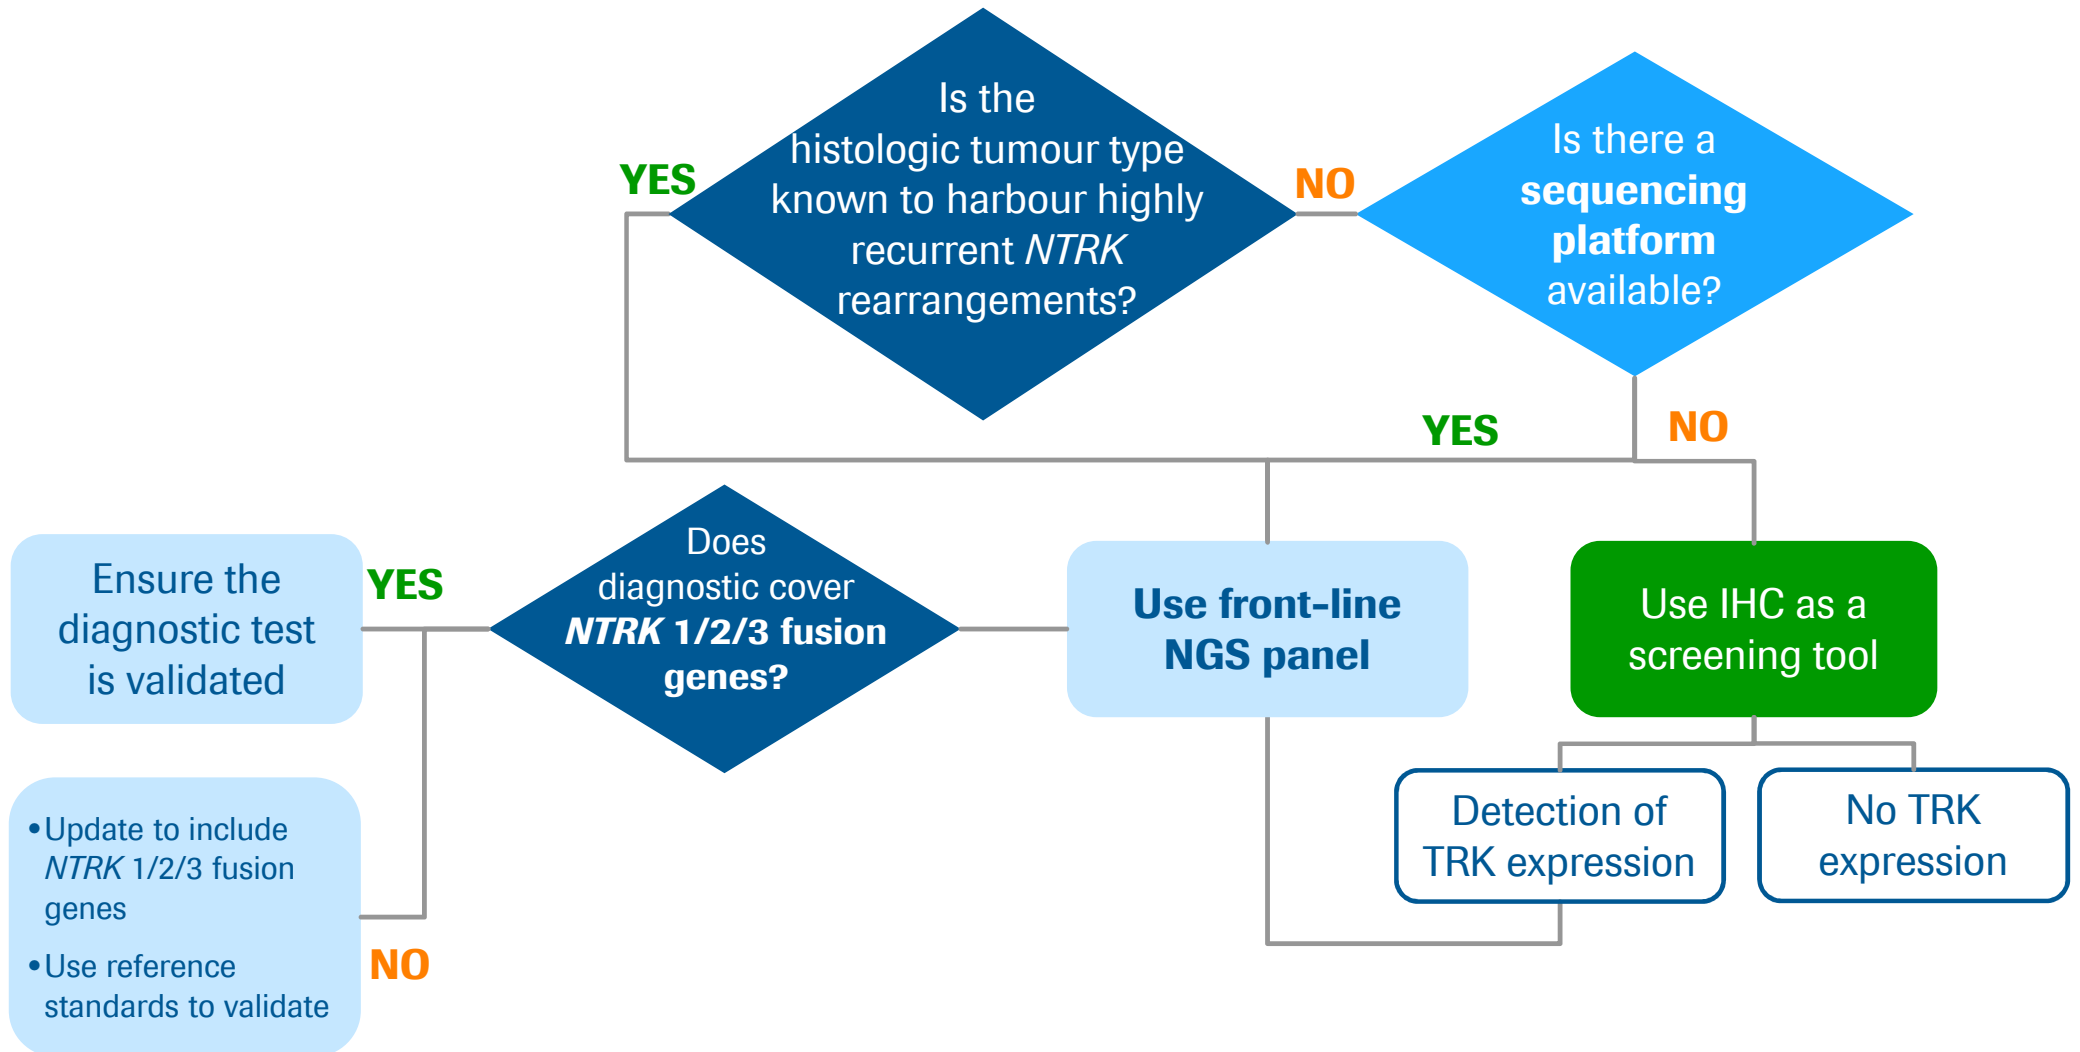 Is the
histologic tumour type
known to harbour highly
recurrent NTRK
rearrangements?
YES
NO
Is there a
sequencing
platform
available?
YES
NO
Ensure the
diagnostic test
is validated
YES
Does
diagnostic cover
NTRK 1/2/3 fusion
genes?
Use front-line
NGS panel
Use IHC as a
screening tool
•Update to include
NTRK 1/2/3 fusion
genes
•Use reference
standards to validate
NO
Detection of
TRK expression
No TRK
expression